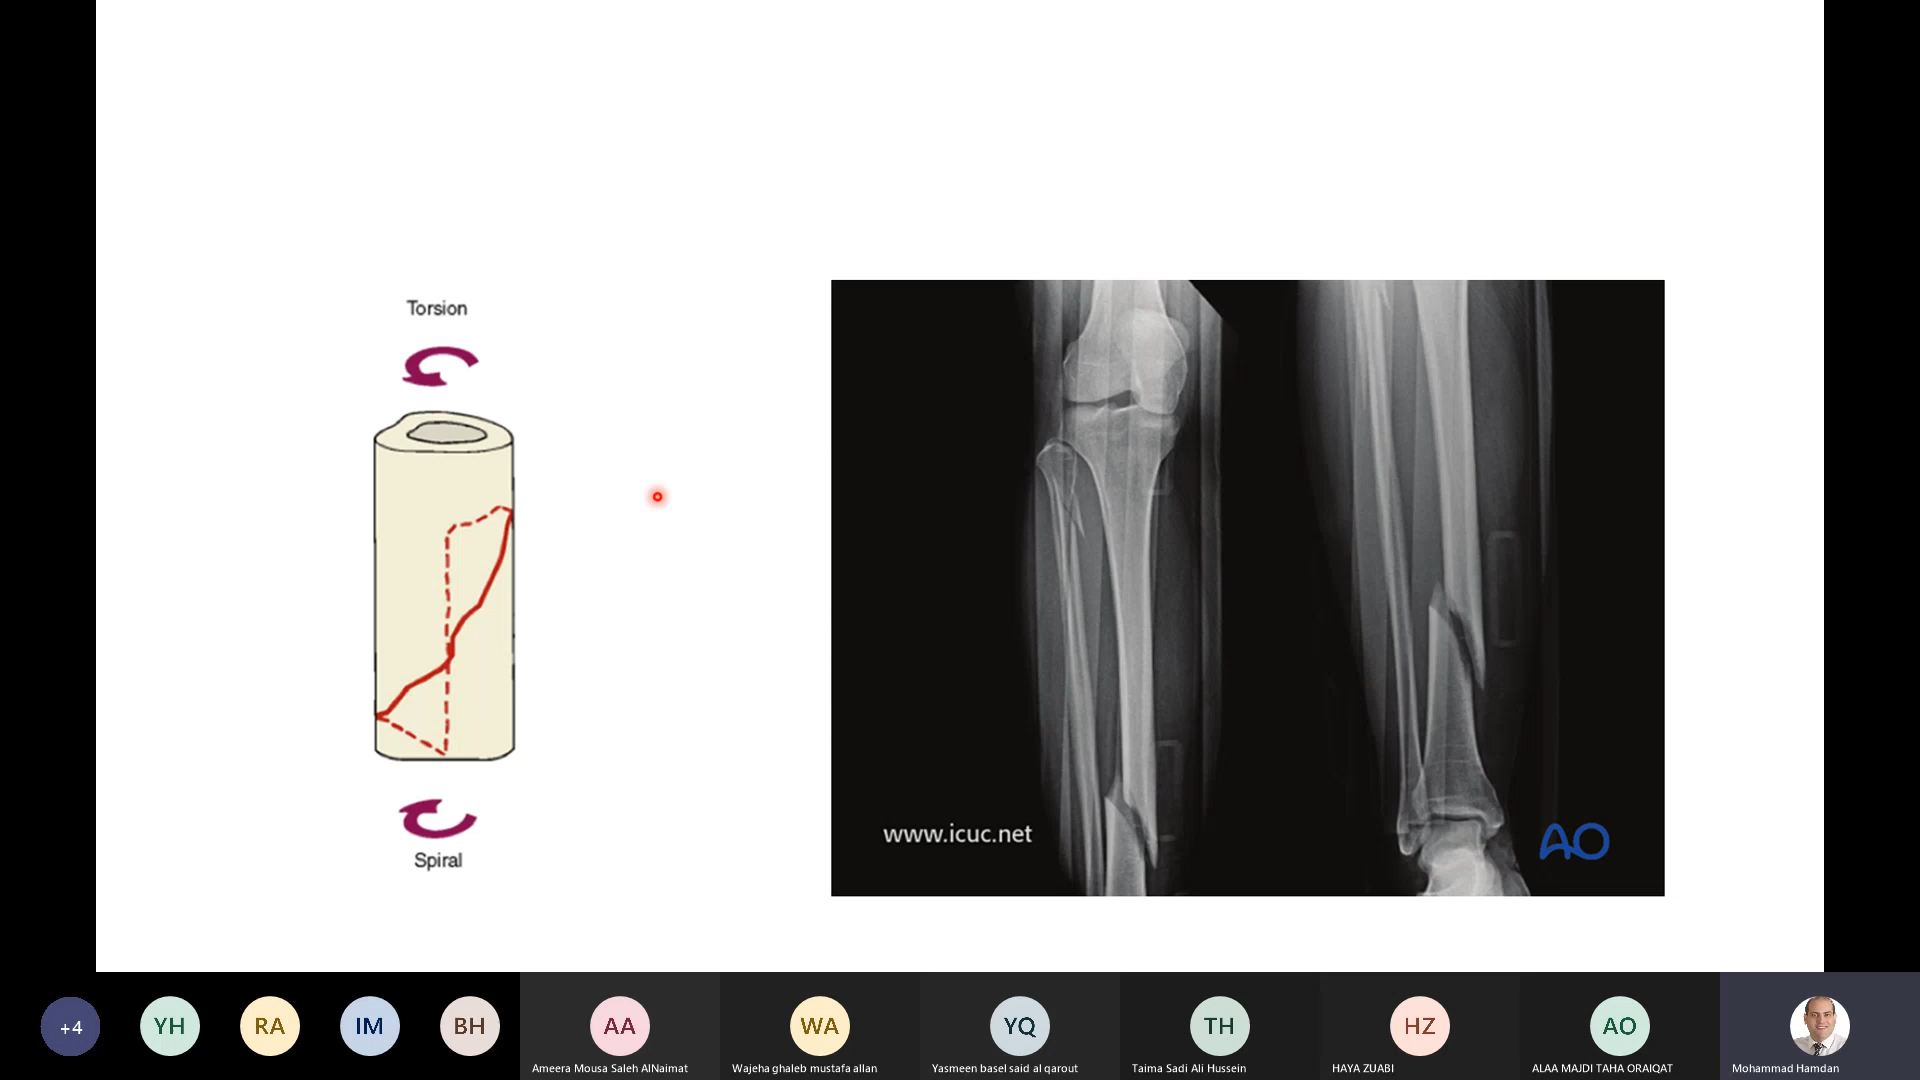 Torsion
Spiral
www.icuc.net
AO
+4
YH
RA
IM
BH
AA
WA
YQ
TH
HZ
AO
Ameera Mousa Saleh AlNaimat
Wajeha ghaleb mustafa allan
Yasmeen basel said al qarout
Taima Sadi Ali Hussein
HAYA ZUABI
ALAA MAJDI TAHA ORAIQAT
Mohammad Hamdan